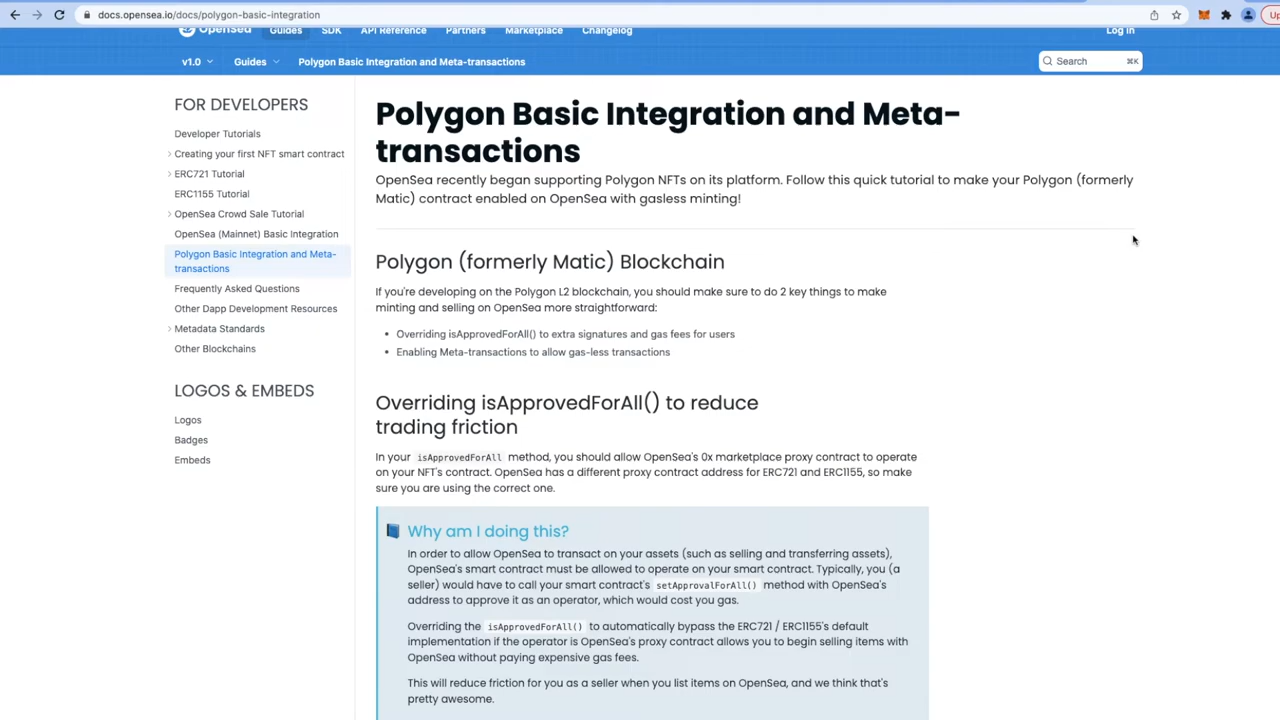 docs.opensea.io/docs/polygon-basic-integration
OpenSea Guides SDK API Reference Partners Marketplace Changelog Log In
v1.0 Guides Polygon Basic Integration and Meta-transactions Search ⌘K
FOR DEVELOPERS
Developer Tutorials
Creating your first NFT smart contract
ERC721 Tutorial
ERC1155 Tutorial
OpenSea Crowd Sale Tutorial
OpenSea (Mainnet) Basic Integration
Polygon Basic Integration and Meta-
transactions
Frequently Asked Questions
Other Dapp Development Resources
Metadata Standards
Other Blockchains
LOGOS & EMBEDS
Logos
Badges
Embeds
Polygon Basic Integration and Meta-
transactions
OpenSea recently began supporting Polygon NFTs on its platform. Follow this quick tutorial to make your Polygon (formerly
Matic) contract enabled on OpenSea with gasless minting!
Polygon (formerly Matic) Blockchain
If you're developing on the Polygon L2 blockchain, you should make sure to do 2 key things to make
minting and selling on OpenSea more straightforward:
• Overriding isApprovedForAll() to extra signatures and gas fees for users
• Enabling Meta-transactions to allow gas-less transactions
Overriding isApprovedForAll() to reduce
trading friction
In your isApprovedForAll method, you should allow OpenSea's 0x marketplace proxy contract to operate
on your NFT's contract. OpenSea has a different proxy contract address for ERC721 and ERC1155, so make
sure you are using the correct one.
Why am I doing this?
In order to allow OpenSea to transact on your assets (such as selling and transferring assets),
OpenSea's smart contract must be allowed to operate on your smart contract. Typically, you (a
seller) would have to call your smart contract's setApprovalForAll() method with OpenSea's
address to approve it as an operator, which would cost you gas.
Overriding the isApprovedForAll() to automatically bypass the ERC721 / ERC1155's default
implementation if the operator is OpenSea's proxy contract allows you to begin selling items with
OpenSea without paying expensive gas fees.
This will reduce friction for you as a seller when you list items on OpenSea, and we think that's
pretty awesome.